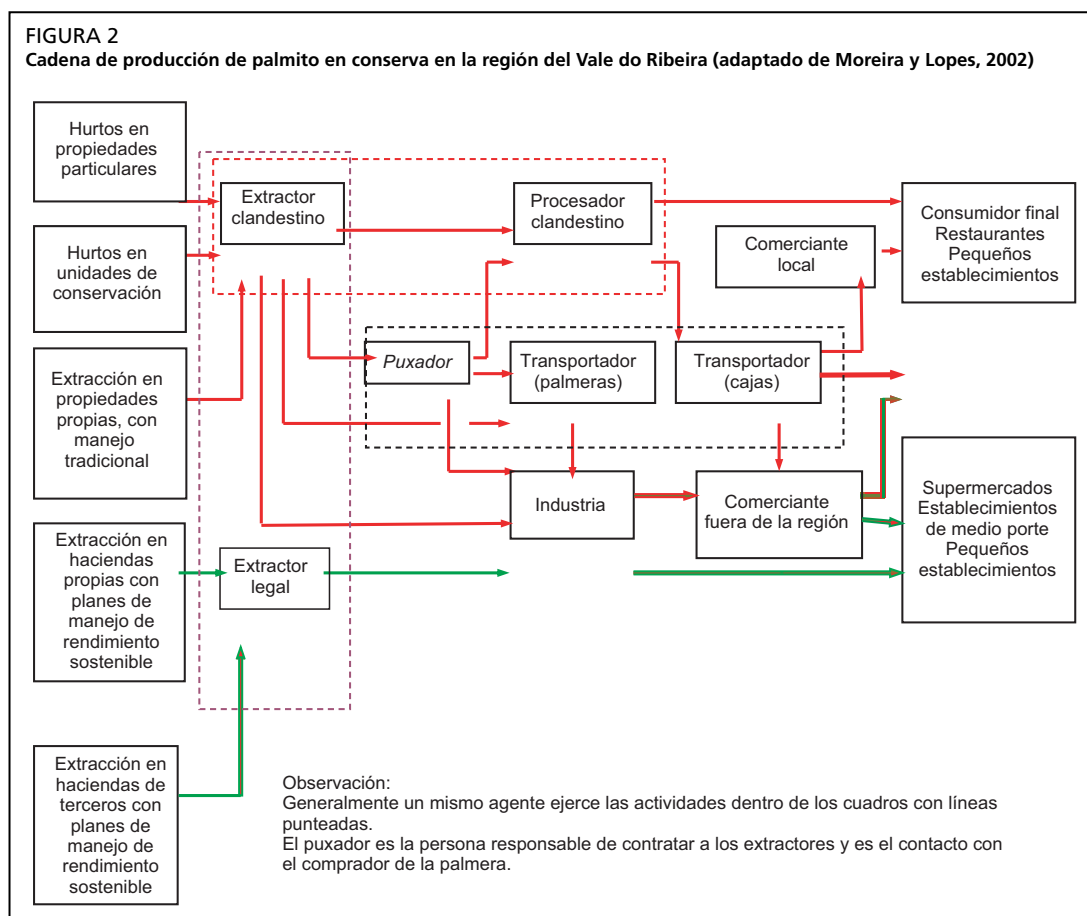 FIGURA 2
Cadena de producción de palmito en conserva en la región del Vale do Ribeira (adaptado de Moreira y Lopes, 2002)
Hurtos en
propiedades
particulares
Hurtos en
unidades de
conservación
Extracción en
propiedades
propias, con
manejo
tradicional
Extracción en
haciendas
propias con
planes de
manejo de
rendimiento
sostenible
Extracción en
haciendas de
terceros con
planes de
manejo de
rendimiento
sostenible
Extractor
clandestino
Extractor
legal
Procesador
clandestino
Puxador
Transportador
(palmeras)
Transportador
(cajas)
Industria
Comerciante
fuera de la región
Comerciante
local
Consumidor final
Restaurantes
Pequeños
establecimientos
Supermercados
Establecimientos
de medio porte
Pequeños
establecimientos
Observación:
Generalmente un mismo agente ejerce las actividades dentro de los cuadros con líneas
punteadas.
El puxador es la persona responsable de contratar a los extractores y es el contacto con
el comprador de la palmera.